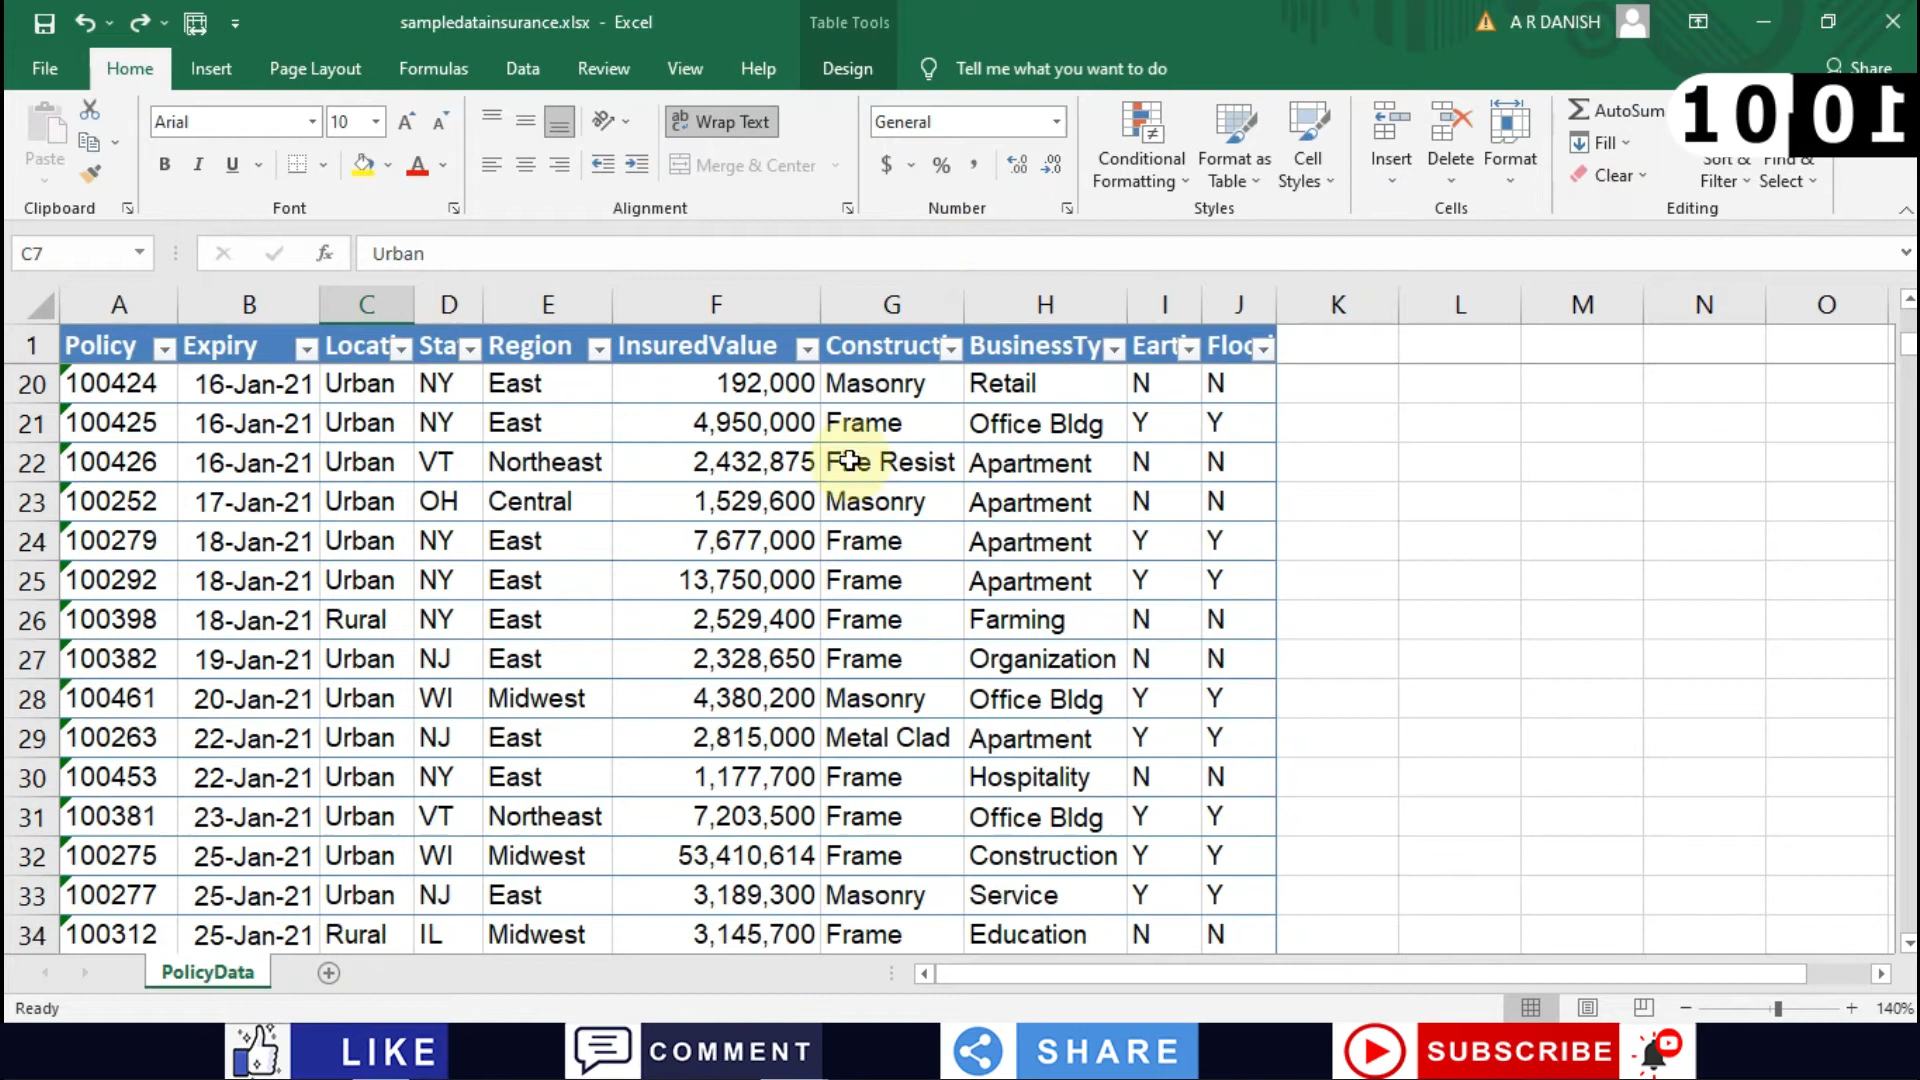 sampledatainsurance.xlsx - Excel
Table Tools
A R DANISH
File Home Insert Page Layout Formulas Data Review View Help Design Tell me what you want to do Share
Paste
Clipboard
Arial 10
B I U A
Font
Wrap Text
Merge & Center
Alignment
General
$ % ,
Number
Conditional Formatting
Format as Table
Cell Styles
Styles
Insert Delete Format
Cells
AutoSum
Fill
Clear
Sort & Filter
Find & Select
Editing
10 01
C7 fx Urban
A B C D E F G H I J K L M N O
1 Policy Expiry Locati Sta Region InsuredValue Construct BusinessTy Eart Floo
20 100424 16-Jan-21 Urban NY East 192,000 Masonry Retail N N
21 100425 16-Jan-21 Urban NY East 4,950,000 Frame Office Bldg Y Y
22 100426 16-Jan-21 Urban VT Northeast 2,432,875 Fire Resist Apartment N N
23 100252 17-Jan-21 Urban OH Central 1,529,600 Masonry Apartment N N
24 100279 18-Jan-21 Urban NY East 7,677,000 Frame Apartment Y Y
25 100292 18-Jan-21 Urban NY East 13,750,000 Frame Apartment Y Y
26 100398 18-Jan-21 Rural NY East 2,529,400 Frame Farming N N
27 100382 19-Jan-21 Urban NJ East 2,328,650 Frame Organization N N
28 100461 20-Jan-21 Urban WI Midwest 4,380,200 Masonry Office Bldg Y Y
29 100263 22-Jan-21 Urban NJ East 2,815,000 Metal Clad Apartment Y Y
30 100453 22-Jan-21 Urban NY East 1,177,700 Frame Hospitality N N
31 100381 23-Jan-21 Urban VT Northeast 7,203,500 Frame Office Bldg Y Y
32 100275 25-Jan-21 Urban WI Midwest 53,410,614 Frame Construction Y Y
33 100277 25-Jan-21 Urban NJ East 3,189,300 Masonry Service Y Y
34 100312 25-Jan-21 Rural IL Midwest 3,145,700 Frame Education N N
PolicyData
Ready 140%
LIKE COMMENT SHARE SUBSCRIBE